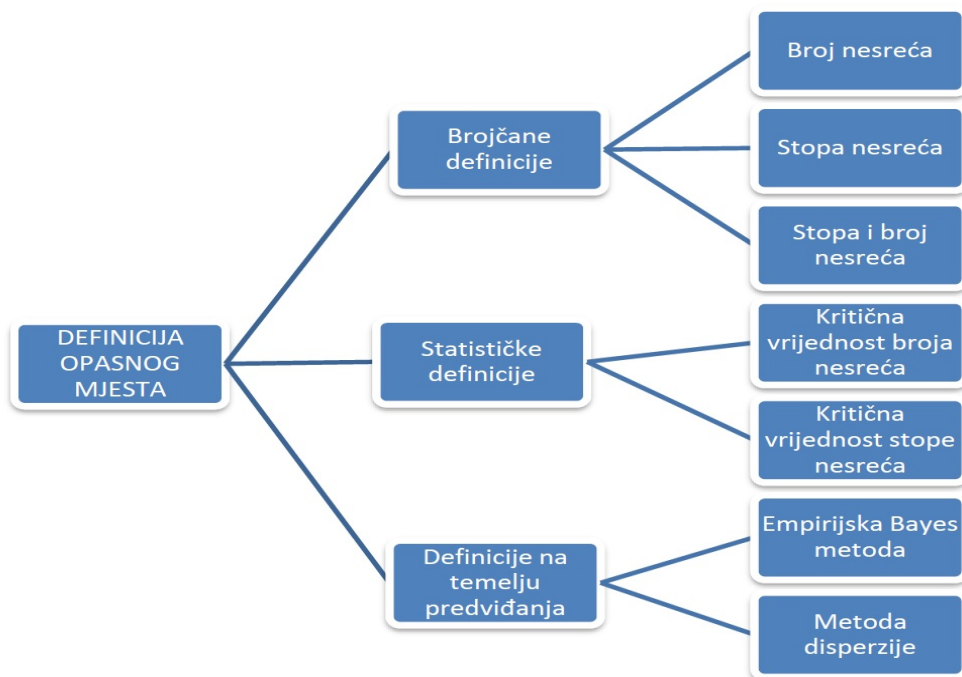 DEFINICIJA
OPASNOG
MJESTA
Brojčane
definicije
Broj nesreća
Stopa nesreća
Stopa i broj
nesreća
Statističke
definicije
Kritična
vrijednost broja
nesreća
Kritična
vrijednost stope
nesreća
Definicije na
temelju
predviđanja
Empirijska Bayes
metoda
Metoda
disperzije